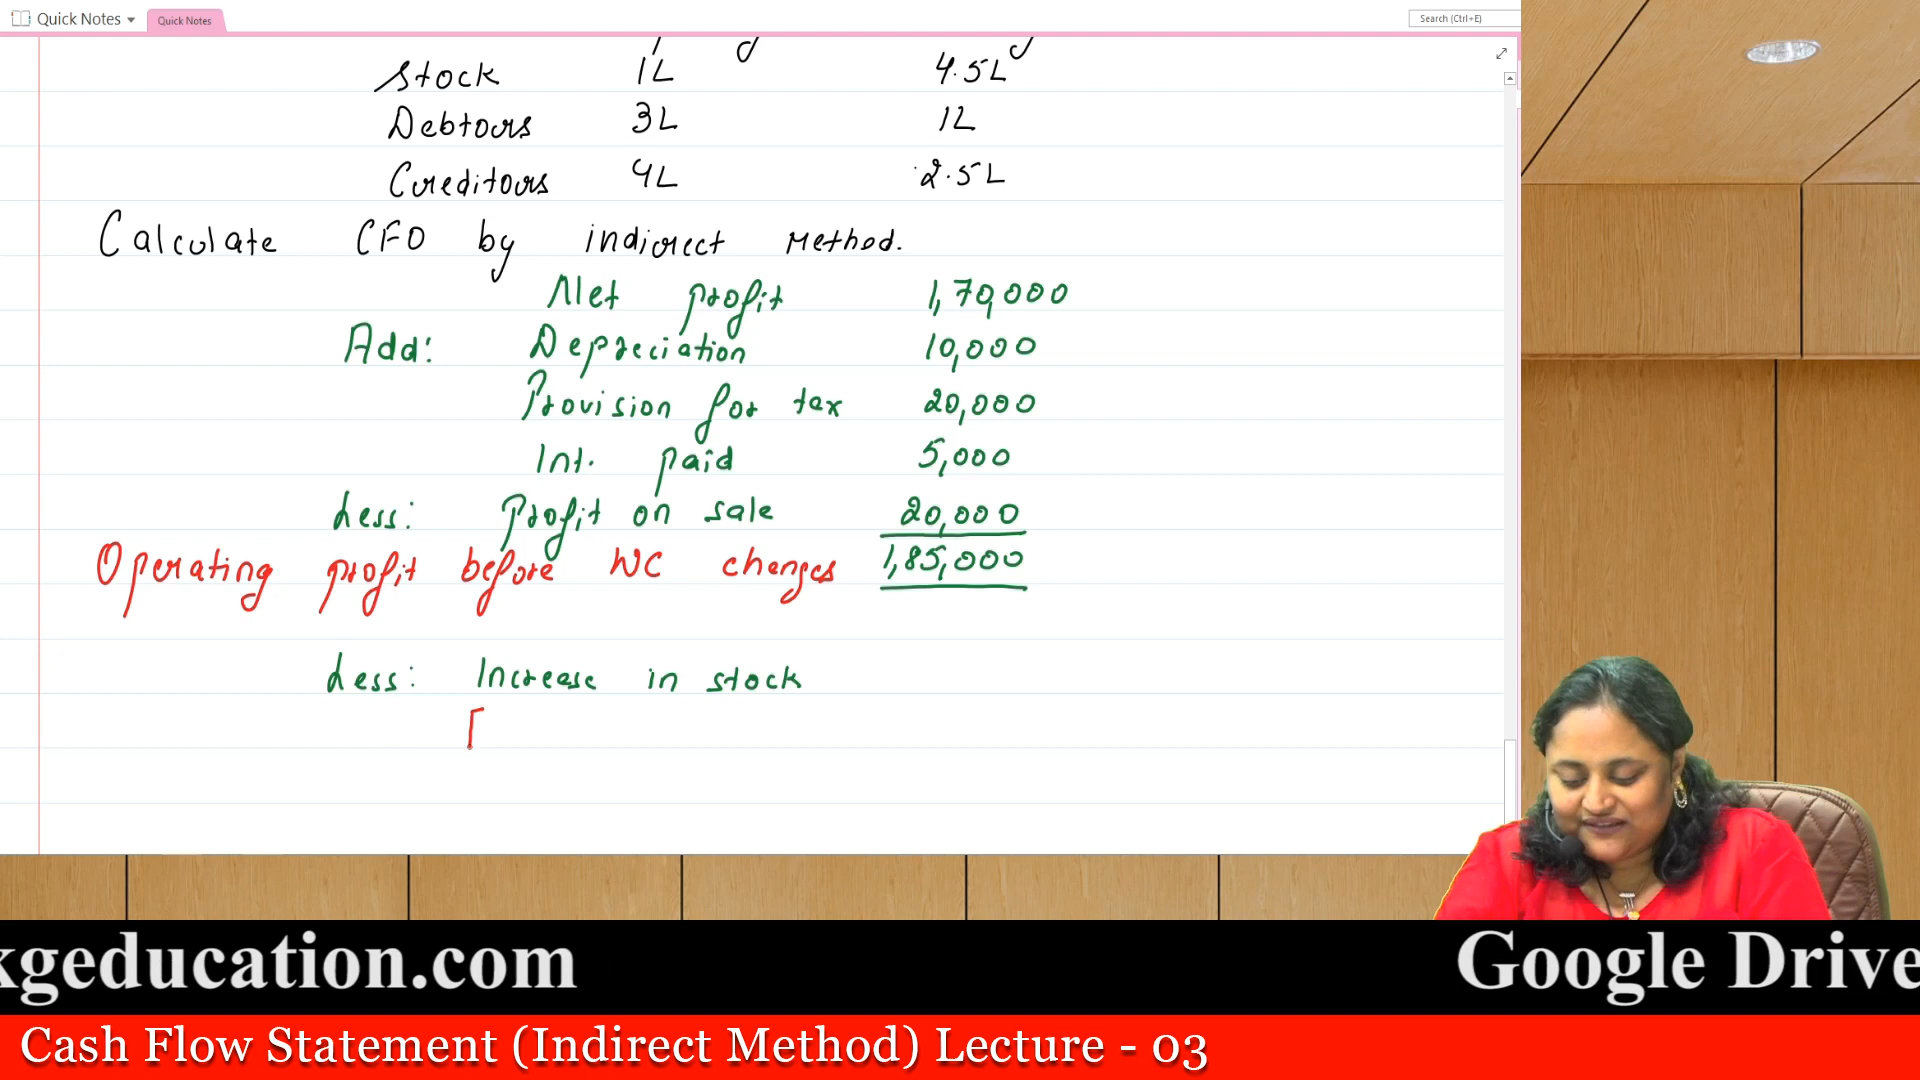 Quick Notes
Quick Notes
Search (Ctrl+E)
Stock 1L 4.5L
Debtors 3L 1L
Creditors 4L 2.5L
Calculate CFO by indirect Method.
Net profit 1,70,000
Add: Depreciation 10,000
Provision for tax 20,000
Int. paid 5,000
Less: Profit on sale 20,000
Operating profit before WC changes 1,85,000
Less: Increase in stock
[
kgeducation.com
Google Drive
Cash Flow Statement (Indirect Method) Lecture - 03